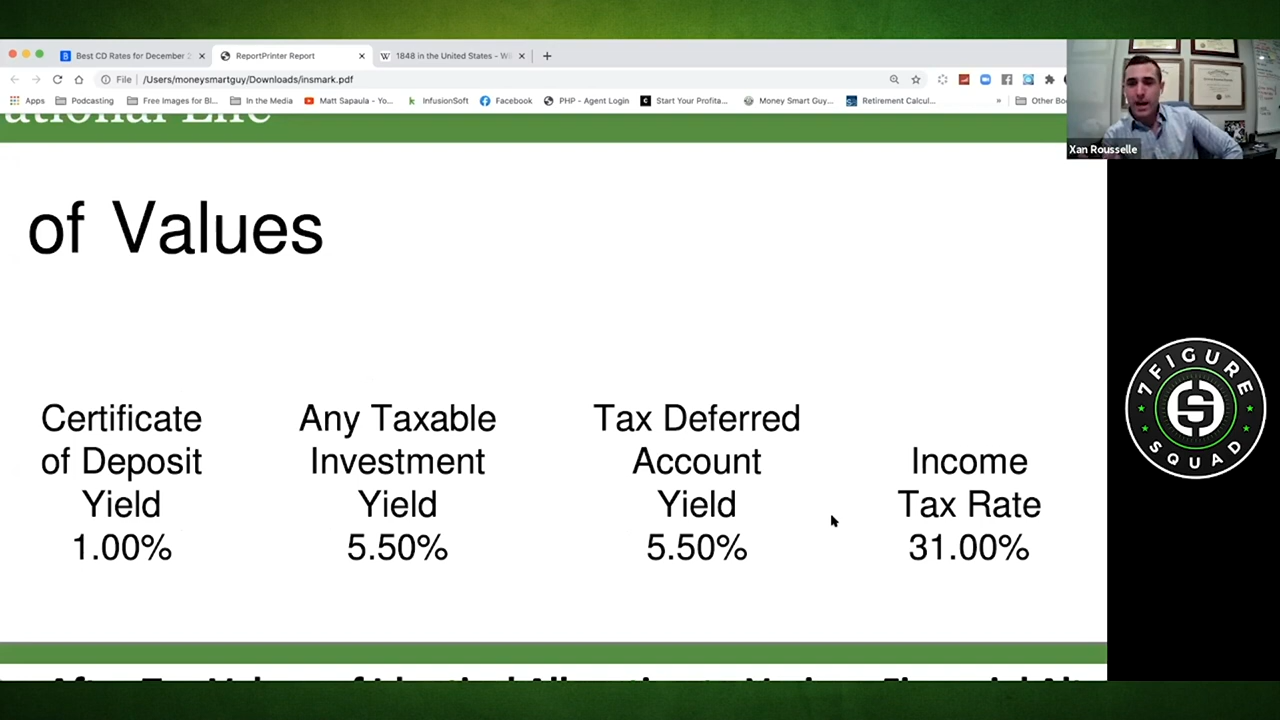 Best CD Rates for December 2
ReportPrinter Report
1848 in the United States - Wi
File
/Users/moneysmartguy/Downloads/insmark.pdf
Apps
Podcasting
Free Images for Bl...
In the Media
Matt Sapaula - Yo...
InfusionSoft
Facebook
PHP - Agent Login
Start Your Profita...
Money Smart Guy...
Retirement Calcul...
»
Other Bo
Xan Rousselle
ational Life
of Values
Certificate
of Deposit
Yield
1.00%
Any Taxable
Investment
Yield
5.50%
Tax Deferred
Account
Yield
5.50%
Income
Tax Rate
31.00%
7FIGURE
SQUAD